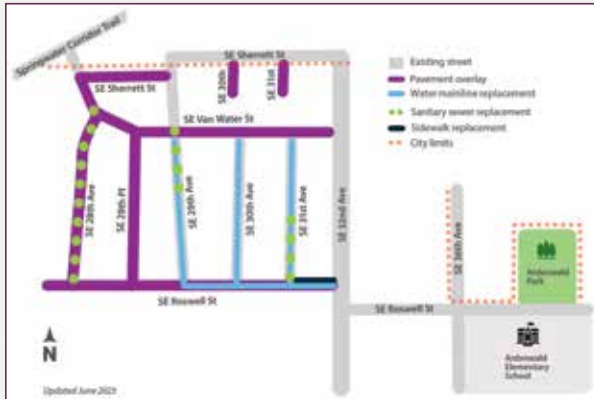 Springwater Corridor Trail
SE Sherrett St
SE Sherrett St
SE 30th
SE 31st
SE Van Water St
SE 28th Ave
SE 29th Pl
SE 29th Ave
SE 30th Ave
SE 31st Ave
SE 32nd Ave
SE 36th Ave
SE Roswell St
SE Roswell St
Existing street
Pavement overlay
Water mainline replacement
Sanitary sewer replacement
Sidewalk replacement
City limits
Ardenwald
Park
Ardenwald
Elementary
School
N
Updated June 2023